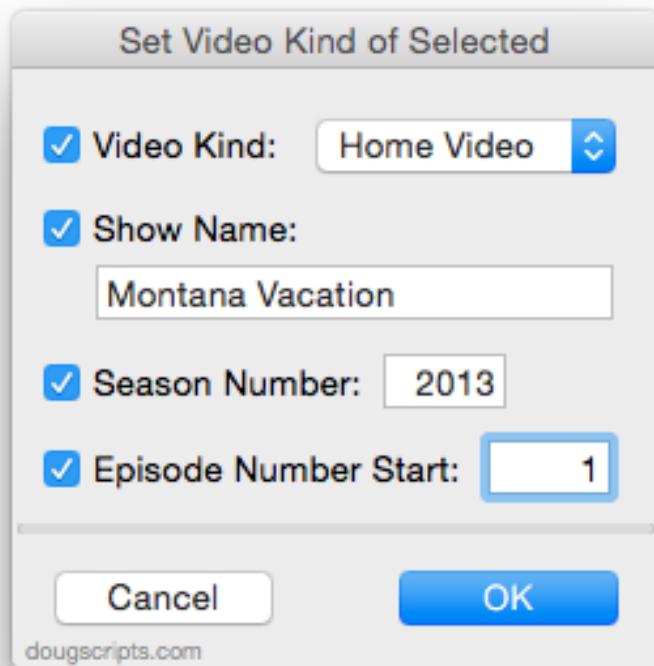 Set Video Kind of Selected
Video Kind: Home Video
Show Name:
Montana Vacation
Season Number: 2013
Episode Number Start: 1
Cancel OK
dougscripts.com